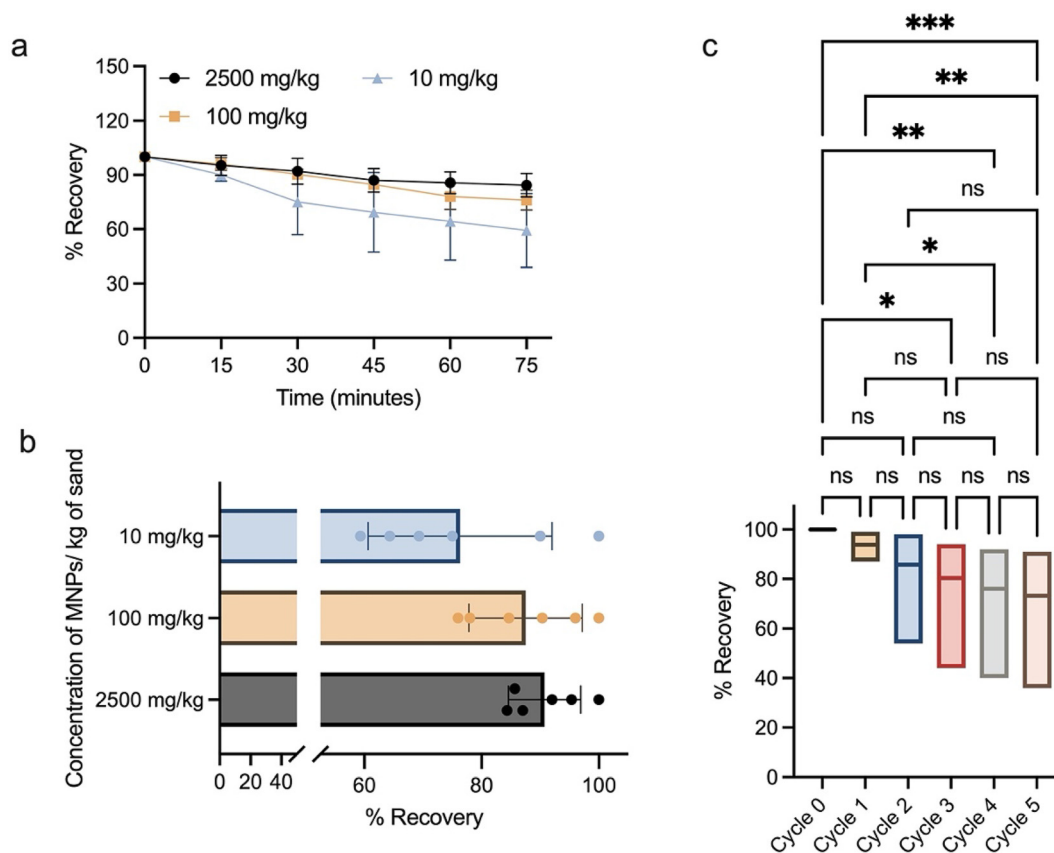 a
150
120
90
60
30
0
% Recovery
2500 mg/kg
10 mg/kg
100 mg/kg
0 15 30 45 60 75
Time (minutes)
b
Concentration of MNPs/ kg of sand
10 mg/kg
100 mg/kg
2500 mg/kg
0 20 40 60 80 100
% Recovery
c
***
**
**
ns
*
*
ns ns
ns ns
ns ns ns ns ns
100
80
60
40
20
0
% Recovery
Cycle 0 Cycle 1 Cycle 2 Cycle 3 Cycle 4 Cycle 5